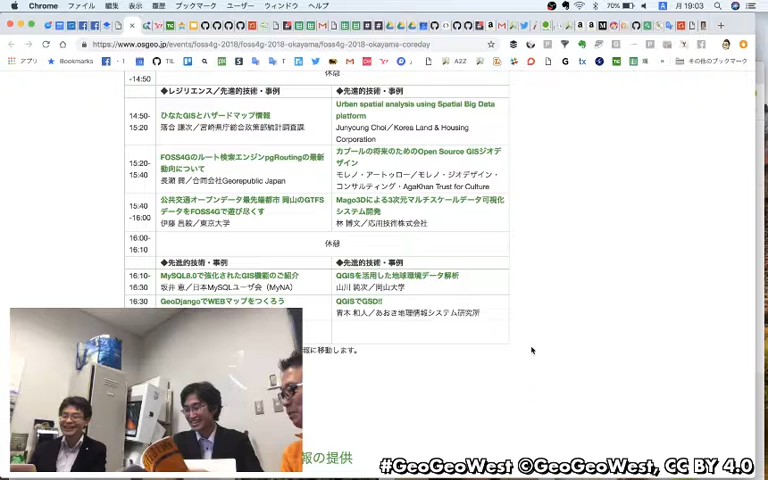 Chrome ファイル 編集 表示 履歴 ブックマーク ユーザー ウィンドウ ヘルプ 70% 月 19:03
https://www.osgeo.jp/events/foss4g-2018/foss4g-2018-okayama/foss4g-2018-okayama-coreday
アプリ Bookmarks TIL AZZ その他のブックマーク
-14:50
休憩
◆レジリエンス／先進的技術・事例
◆先進的技術・事例
14:50-
15:20
ひなたGISとハザードマップ情報
落合 謙次／宮崎県庁総合政策部統計調査課
Urban spatial analysis using Spatial Big Data
platform
Junyoung Choi／Korea Land & Housing
Corporation
15:20-
15:40
FOSS4Gのルート検索エンジンpgRoutingの最新
動向について
長瀬 興／合同会社Georepublic Japan
カブールの将来のためのOpen Source GISジオデ
ザイン
モレノ・アートゥロー／モレノ・ジオデザイン・
コンサルティング・AgaKhan Trust for Culture
15:40
-16:00
公共交通オープンデータ最先端都市 岡山のGTFS
データをFOSS4Gで遊び尽くす
伊藤 昌毅／東京大学
Mago3Dによる3次元マルチスケールデータ可視化
システム開発
林 博文／応用技術株式会社
16:00-
16:10
休憩
◆先進的技術・事例
◆先進的技術・事例
16:10-
16:30
MySQL8.0で強化されたGIS機能のご紹介
坂井 恵／日本MySQLユーザ会（MyNA）
QGISを活用した地球環境データ解析
山川 純次／岡山大学
16:30
GeoDjangoでWEBマップをつくろう
QGISでGSD!!
青木 和人／あおき地理情報システム研究所
報に移動します。
報の提供
#GeoGeoWest ©GeoGeoWest, CC BY 4.0